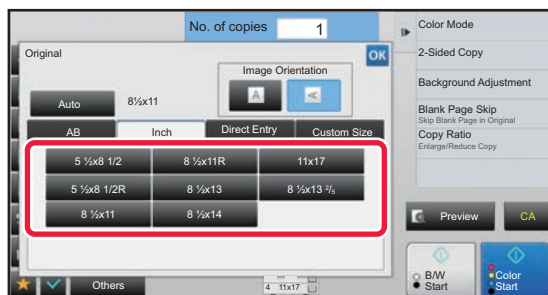 No. of copies 1
Original
OK
Image Orientation
A A
Auto 8½x11
AB Inch Direct Entry Custom Size
5 ½x8 1/2 8 ½x11R 11x17
5 ½x8 1/2R 8 ½x13 8 ½x13 ²/₅
8 ½x11 8 ½x14
Others
4 11x17
Color Mode
2-Sided Copy
Background Adjustment
Blank Page Skip
Skip Blank Page in Original
Copy Ratio
Enlarge/Reduce Copy
Preview CA
B/W
Start
Color
Start